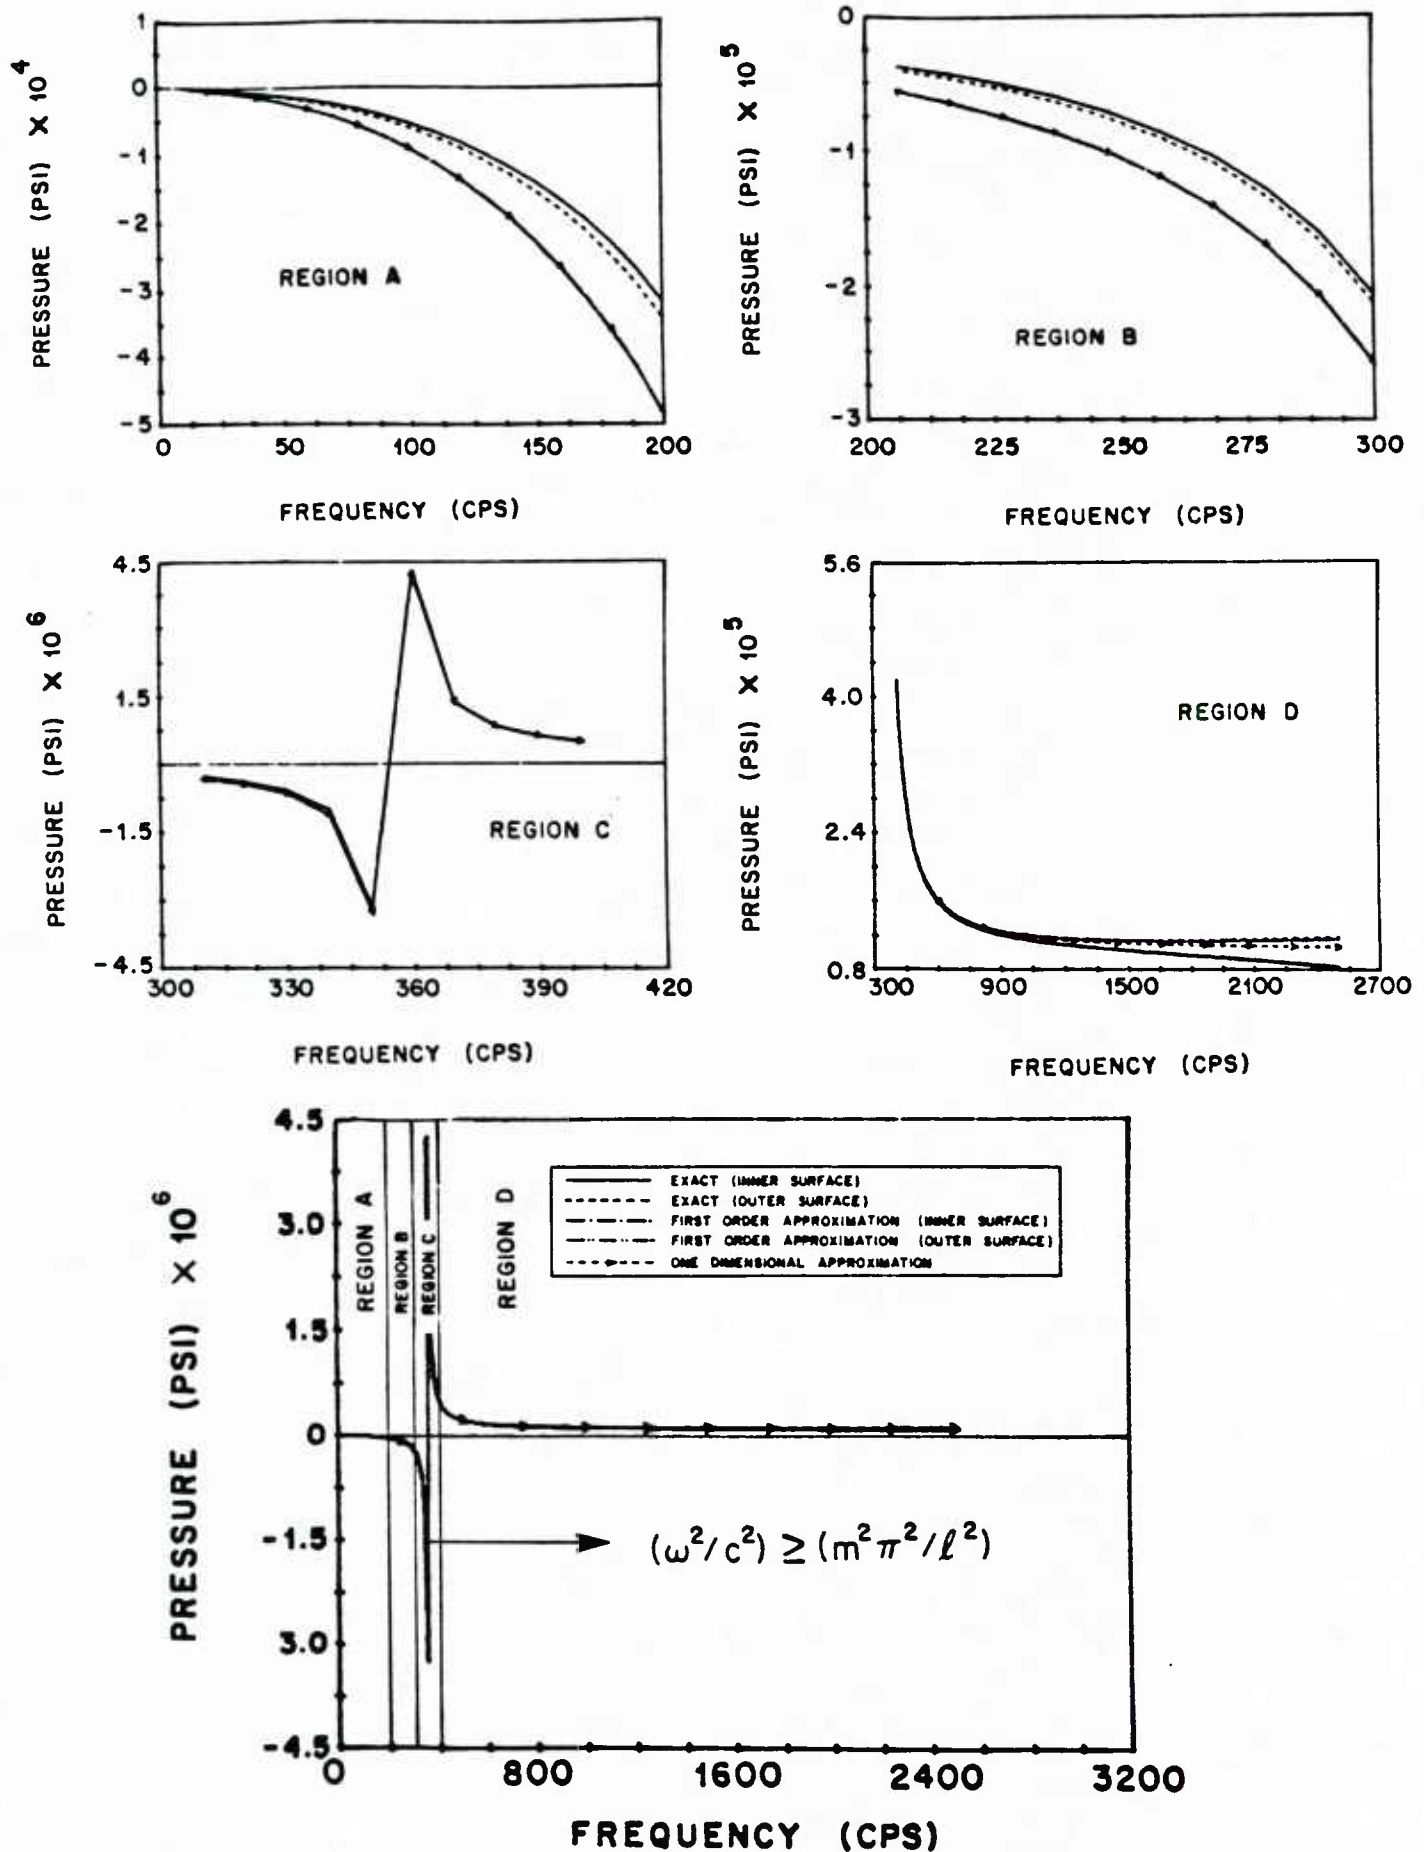 1
0
-1
-2
-3
-4
-5
PRESSURE (PSI) X 10^4
REGION A
0 50 100 150 200
FREQUENCY (CPS)
0
-1
-2
-3
PRESSURE (PSI) X 10^5
REGION B
200 225 250 275 300
FREQUENCY (CPS)
4.5
1.5
-1.5
-4.5
PRESSURE (PSI) X 10^6
REGION C
300 330 360 390 420
FREQUENCY (CPS)
5.6
4.0
2.4
0.8
PRESSURE (PSI) X 10^5
REGION D
300 900 1500 2100 2700
FREQUENCY (CPS)
4.5
3.0
1.5
0
-1.5
3.0
-4.5
PRESSURE (PSI) X 10^6
REGION A
REGION B
REGION C
REGION D
EXACT (INNER SURFACE)
EXACT (OUTER SURFACE)
FIRST ORDER APPROXIMATION (INNER SURFACE)
FIRST ORDER APPROXIMATION (OUTER SURFACE)
ONE DIMENSIONAL APPROXIMATION
(ω²/c²) ≥ (m²π²/ℓ²)
0 800 1600 2400 3200
FREQUENCY (CPS)